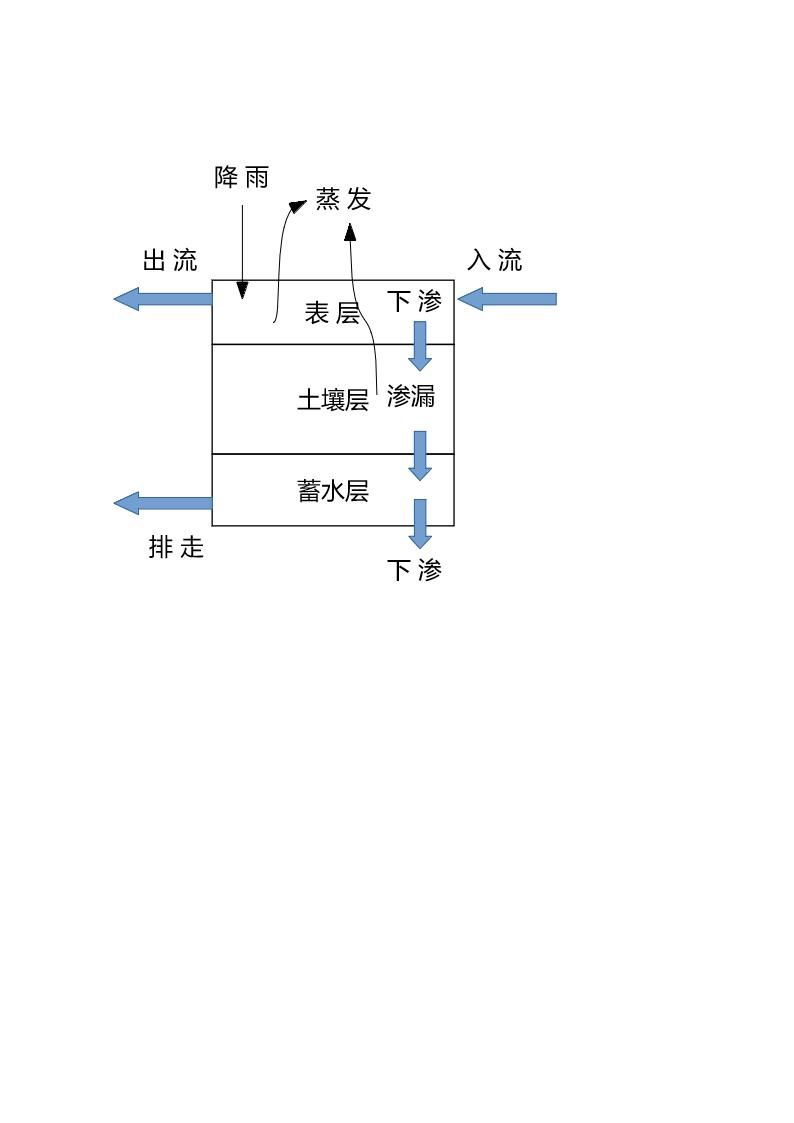 降 雨
蒸 发
出 流
入 流
下 渗
表 层
土壤层
渗漏
蓄水层
排 走
下 渗